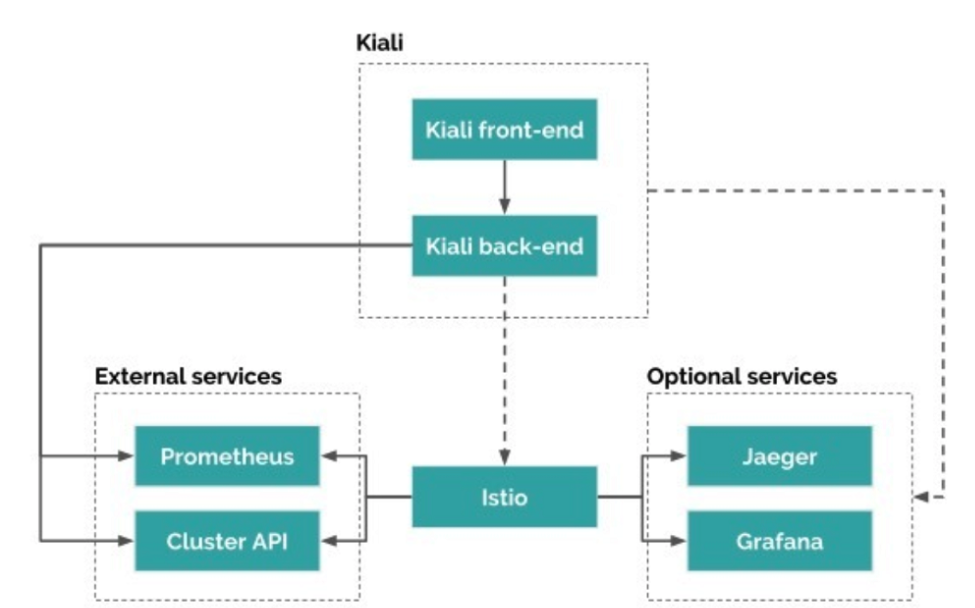 Kiali
Kiali front-end
Kiali back-end
External services
Prometheus
Cluster API
Istio
Optional services
Jaeger
Grafana